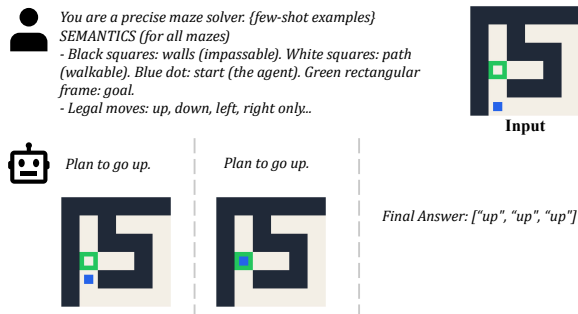 You are a precise maze solver. {few-shot examples}
SEMANTICS (for all mazes)
- Black squares: walls (impassable). White squares: path
(walkable). Blue dot: start (the agent). Green rectangular
frame: goal.
- Legal moves: up, down, left, right only...
Input
Plan to go up.
Plan to go up.
Final Answer: ["up", "up", "up"]